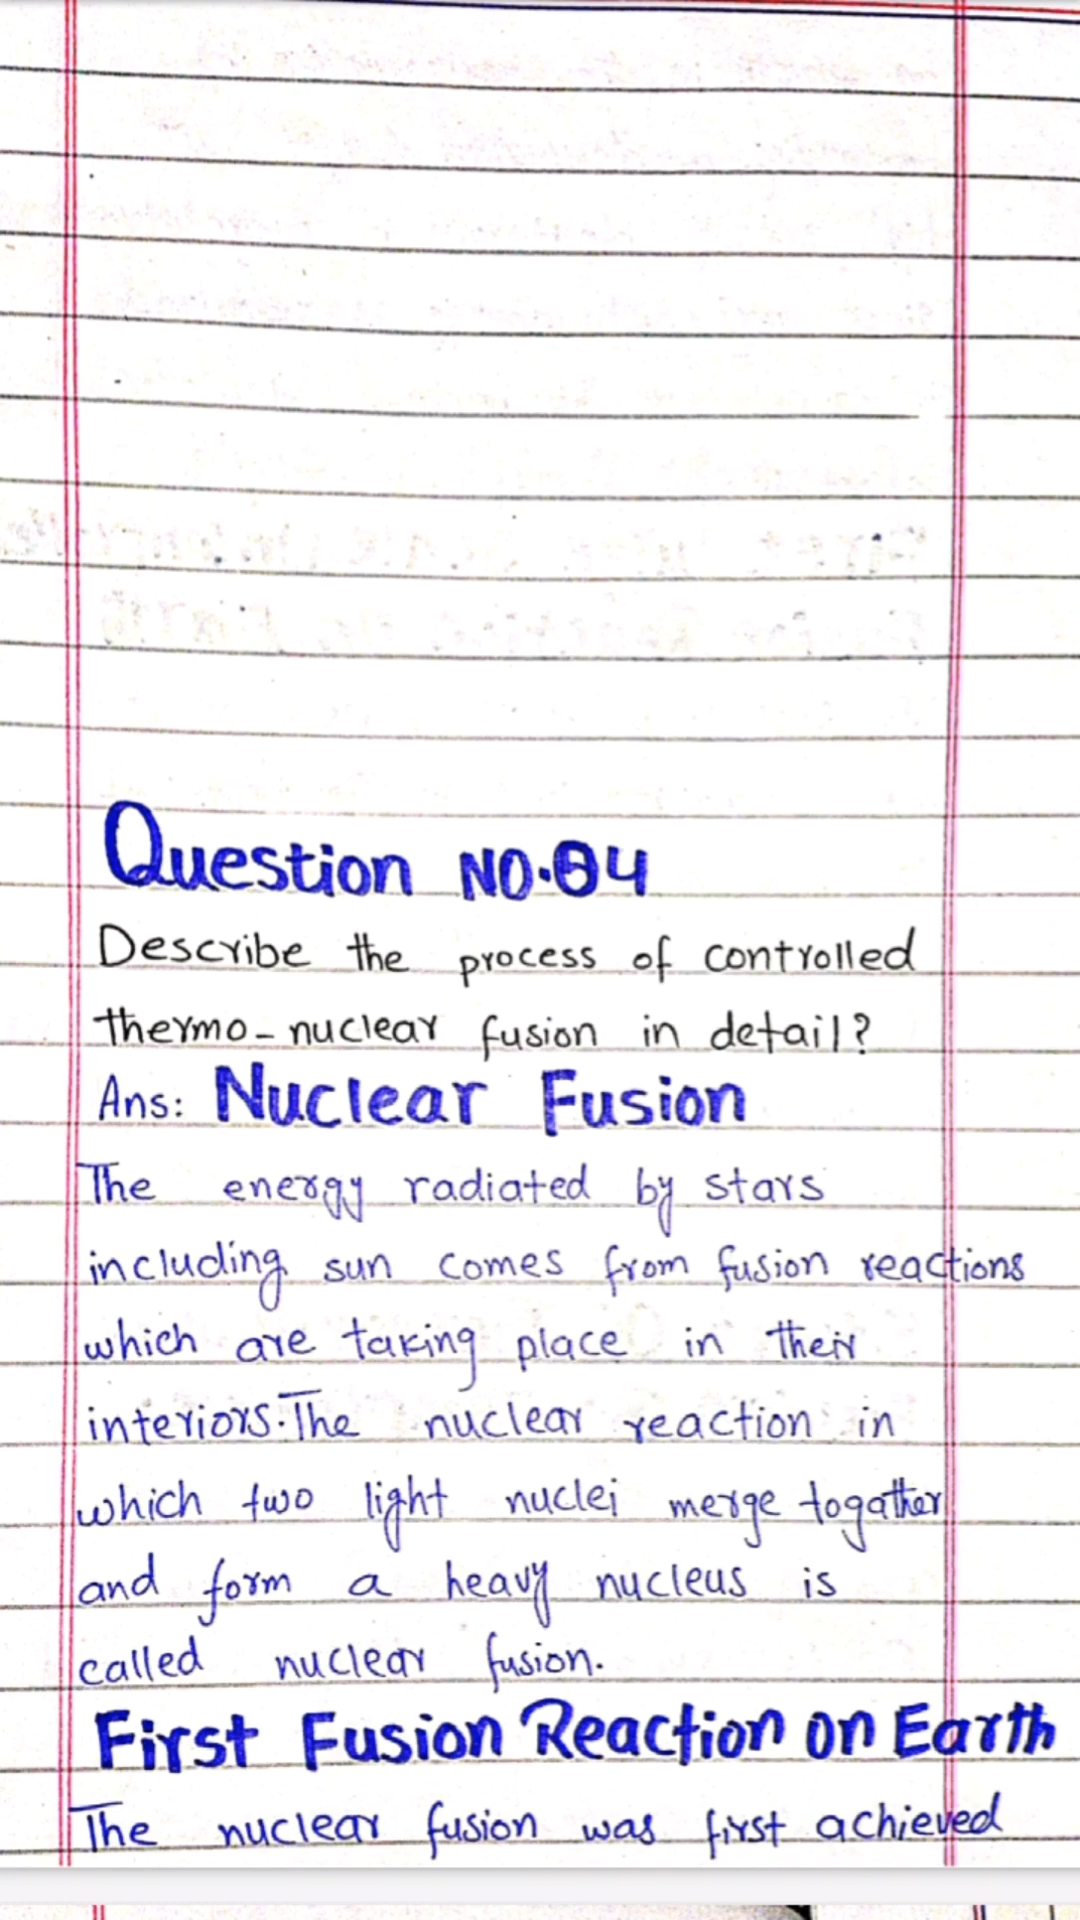 Question NO.04
Describe the process of controlled
thermo-nuclear fusion in detail?
Ans: Nuclear Fusion
The energy radiated by stars
including sun comes from fusion reactions
which are taking place in their
interiors. The nuclear reaction in
which two light nuclei merge togather
and form a heavy nucleus is
called nuclear fusion.
First Fusion Reaction on Earth
The nuclear fusion was first achieved